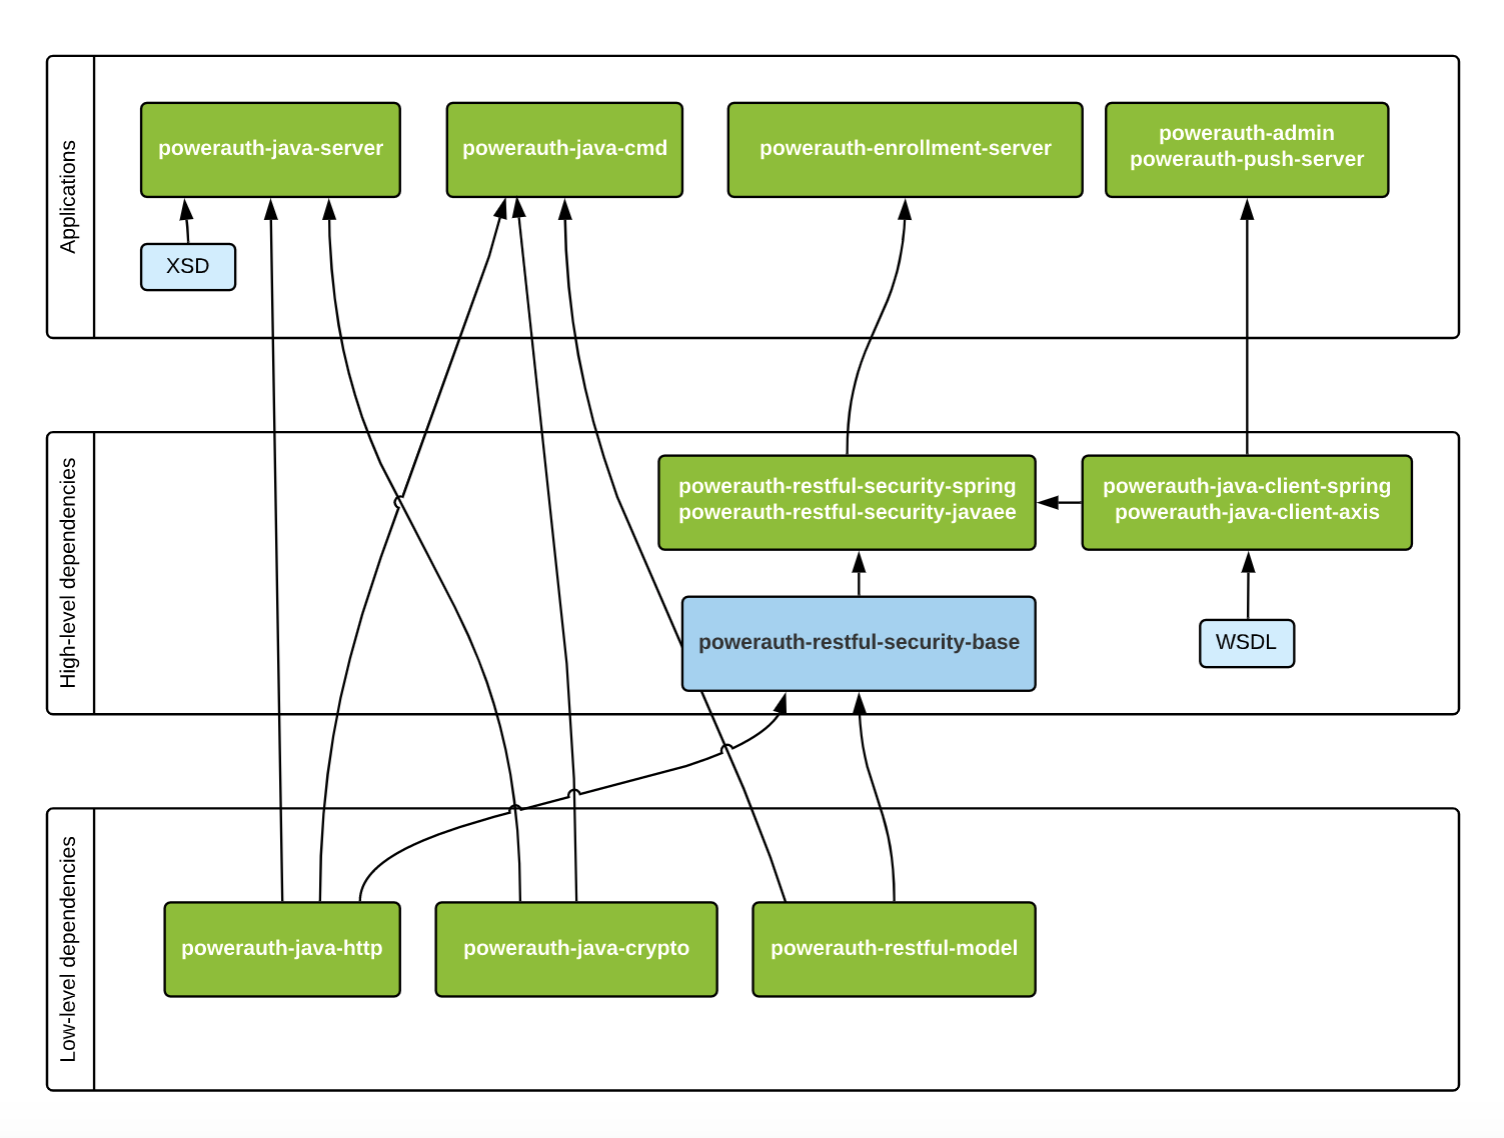 Applications
powerauth-java-server
powerauth-java-cmd
powerauth-enrollment-server
powerauth-admin
powerauth-push-server
XSD
High-level dependencies
powerauth-restful-security-spring
powerauth-restful-security-javaee
powerauth-java-client-spring
powerauth-java-client-axis
powerauth-restful-security-base
WSDL
Low-level dependencies
powerauth-java-http
powerauth-java-crypto
powerauth-restful-model